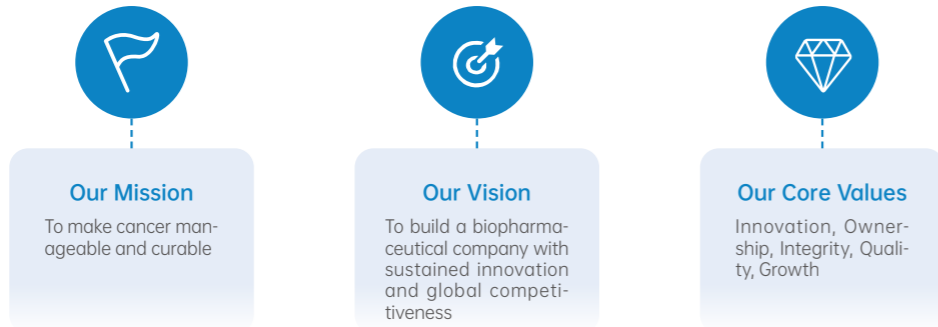 Our Mission
To make cancer man-
ageable and curable
Our Vision
To build a biopharma-
ceutical company with
sustained innovation
and global competi-
tiveness
Our Core Values
Innovation, Owner-
ship, Integrity, Quali-
ty, Growth